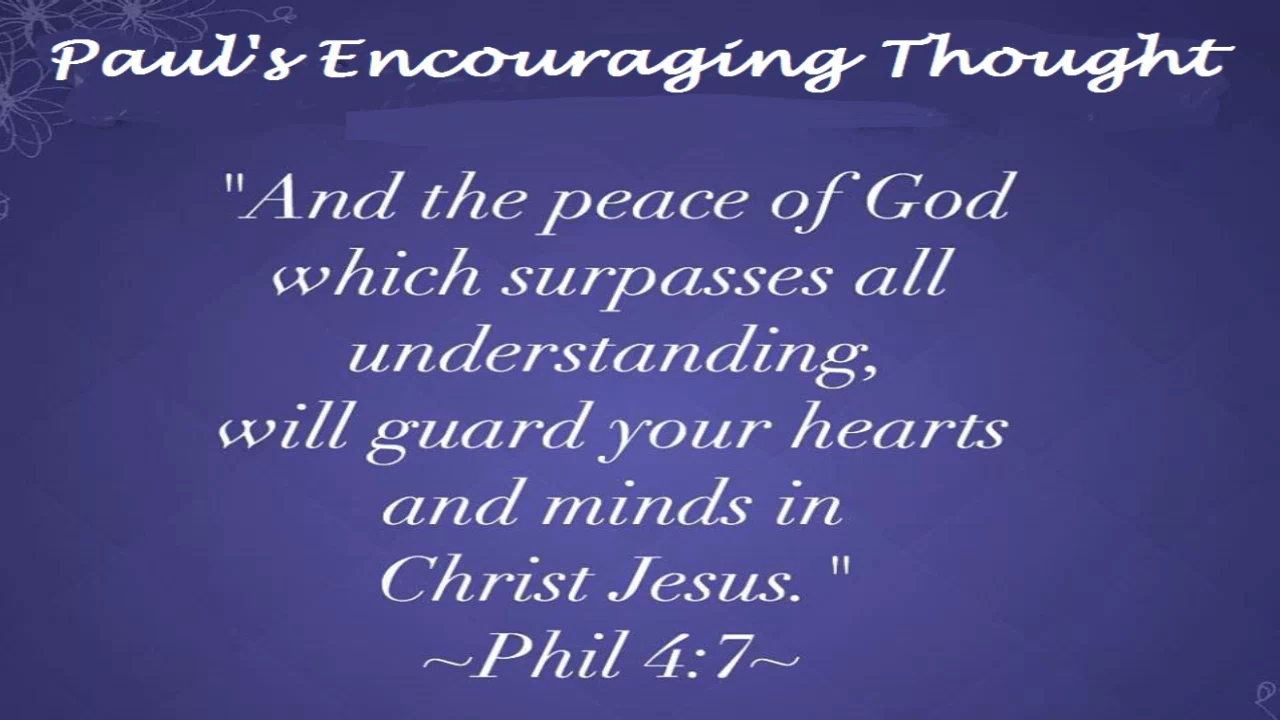 Paul's Encouraging Thought
"And the peace of God
which surpasses all
understanding,
will guard your hearts
and minds in
Christ Jesus. "
~Phil 4:7~